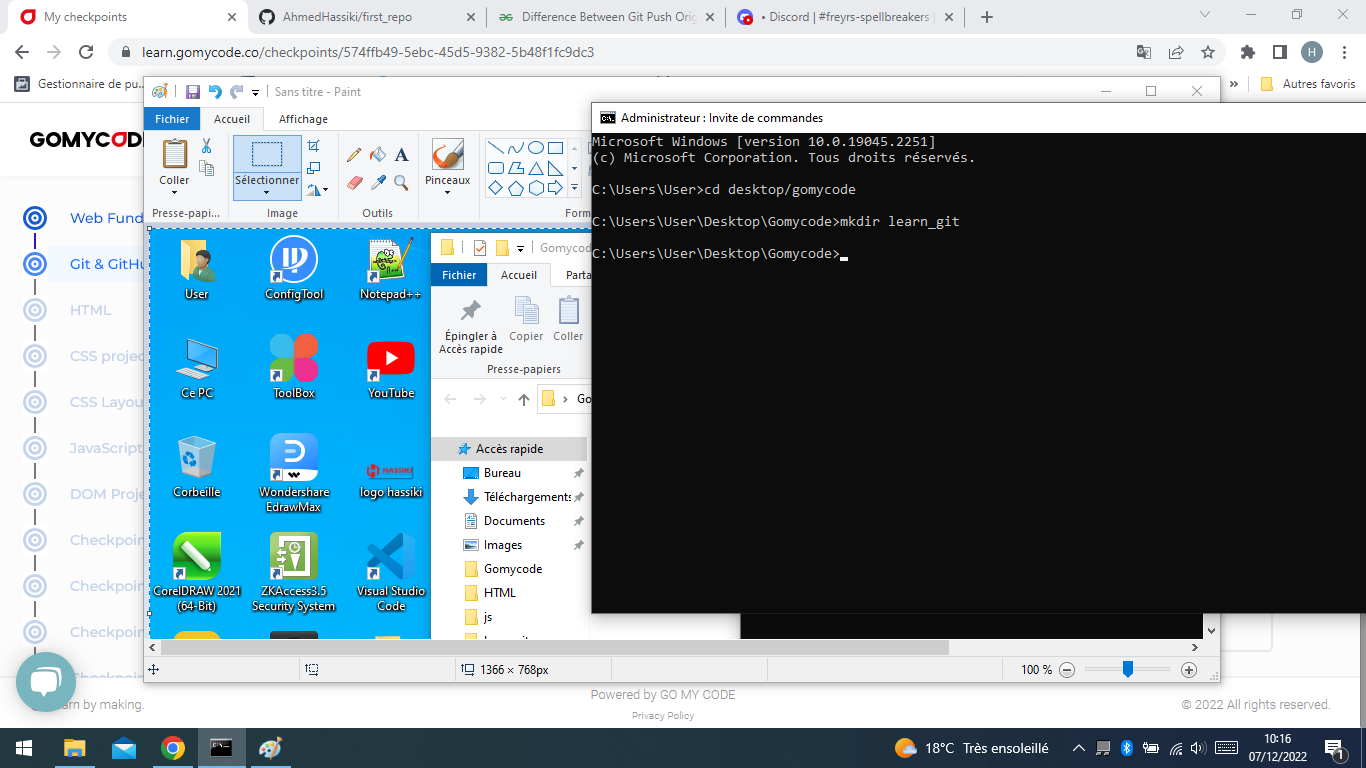 My checkpoints
AhmedHassiki/first_repo
Difference Between Git Push Orig
• Discord | #freyrs-spellbreakers |
learn.gomycode.co/checkpoints/574ffb49-5ebc-45d5-9382-5b48f1fc9dc3
H
Gestionnaire de pu...
»
Autres favoris
Sans titre - Paint
Fichier
Accueil
Affichage
Coller
Sélectionner
Pinceaux
Presse-papi...
Image
Outils
Form
GOMYCODE
Web Fund
Git & GitHu
HTML
CSS projec
CSS Layou
JavaScript
DOM Proje
Checkpoin
Checkpoin
Checkpoin
Checkpoin
User
ConfigTool
Notepad++
Ce PC
ToolBox
YouTube
Corbeille
Wondershare
EdrawMax
HASSIKI
logo hassiki
CorelDRAW 2021
(64-Bit)
ZKAccess3.5
Security System
Visual Studio
Code
Gomycod
Fichier
Accueil
Parta
Épingler à
Accès rapide
Copier
Coller
Presse-papiers
Go
Accès rapide
Bureau
Téléchargements
Documents
Images
Gomycode
HTML
js
Administrateur : Invite de commandes
Microsoft Windows [version 10.0.19045.2251]
(c) Microsoft Corporation. Tous droits réservés.
C:\Users\User>cd desktop/gomycode
C:\Users\User\Desktop\Gomycode>mkdir learn_git
C:\Users\User\Desktop\Gomycode>
1366 × 768px
100 %
Powered by GO MY CODE
Privacy Policy
rn by making.
© 2022 All rights reserved.
18°C Très ensoleillé
10:16
07/12/2022
1